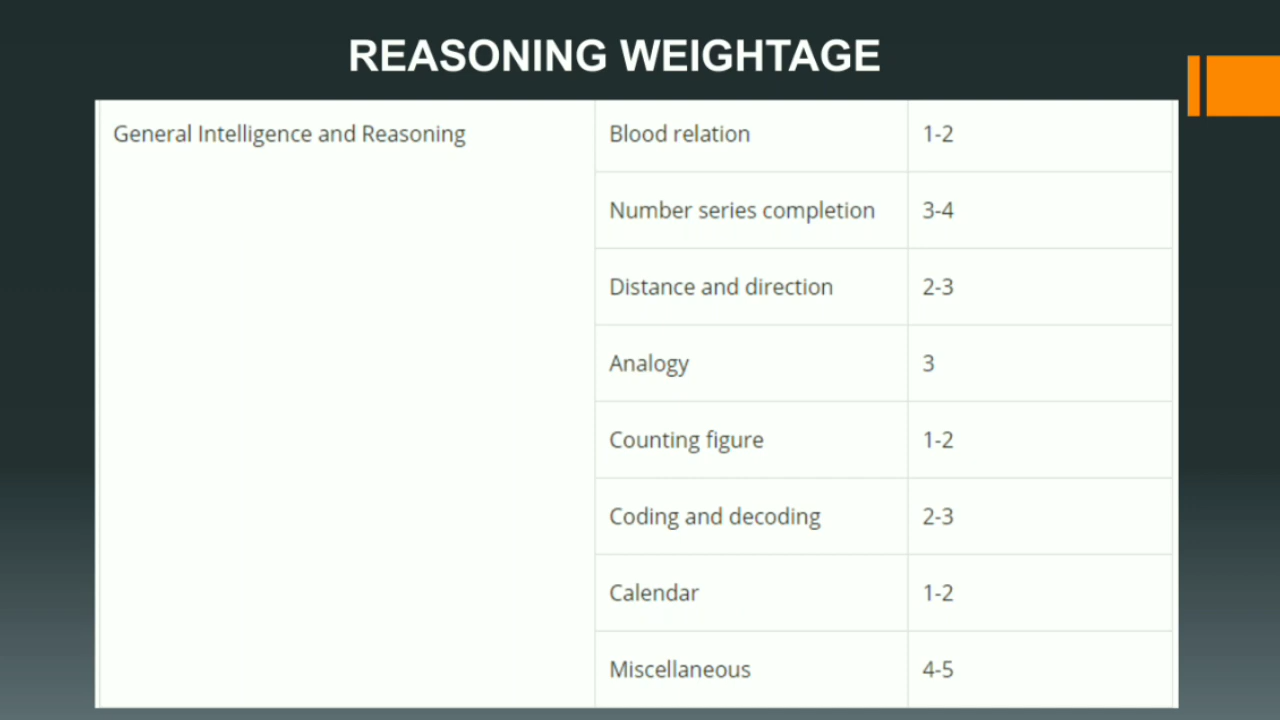 REASONING WEIGHTAGE
General Intelligence and Reasoning Blood relation 1-2
Number series completion 3-4
Distance and direction 2-3
Analogy 3
Counting figure 1-2
Coding and decoding 2-3
Calendar 1-2
Miscellaneous 4-5